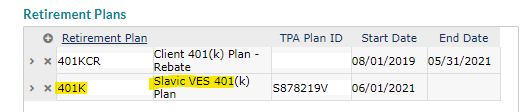 Retirement Plans
Retirement Plan TPA Plan ID Start Date End Date
401KCR Client 401(k) Plan - Rebate 08/01/2019 05/31/2021
401K Slavic VES 401(k) Plan S878219V 06/01/2021